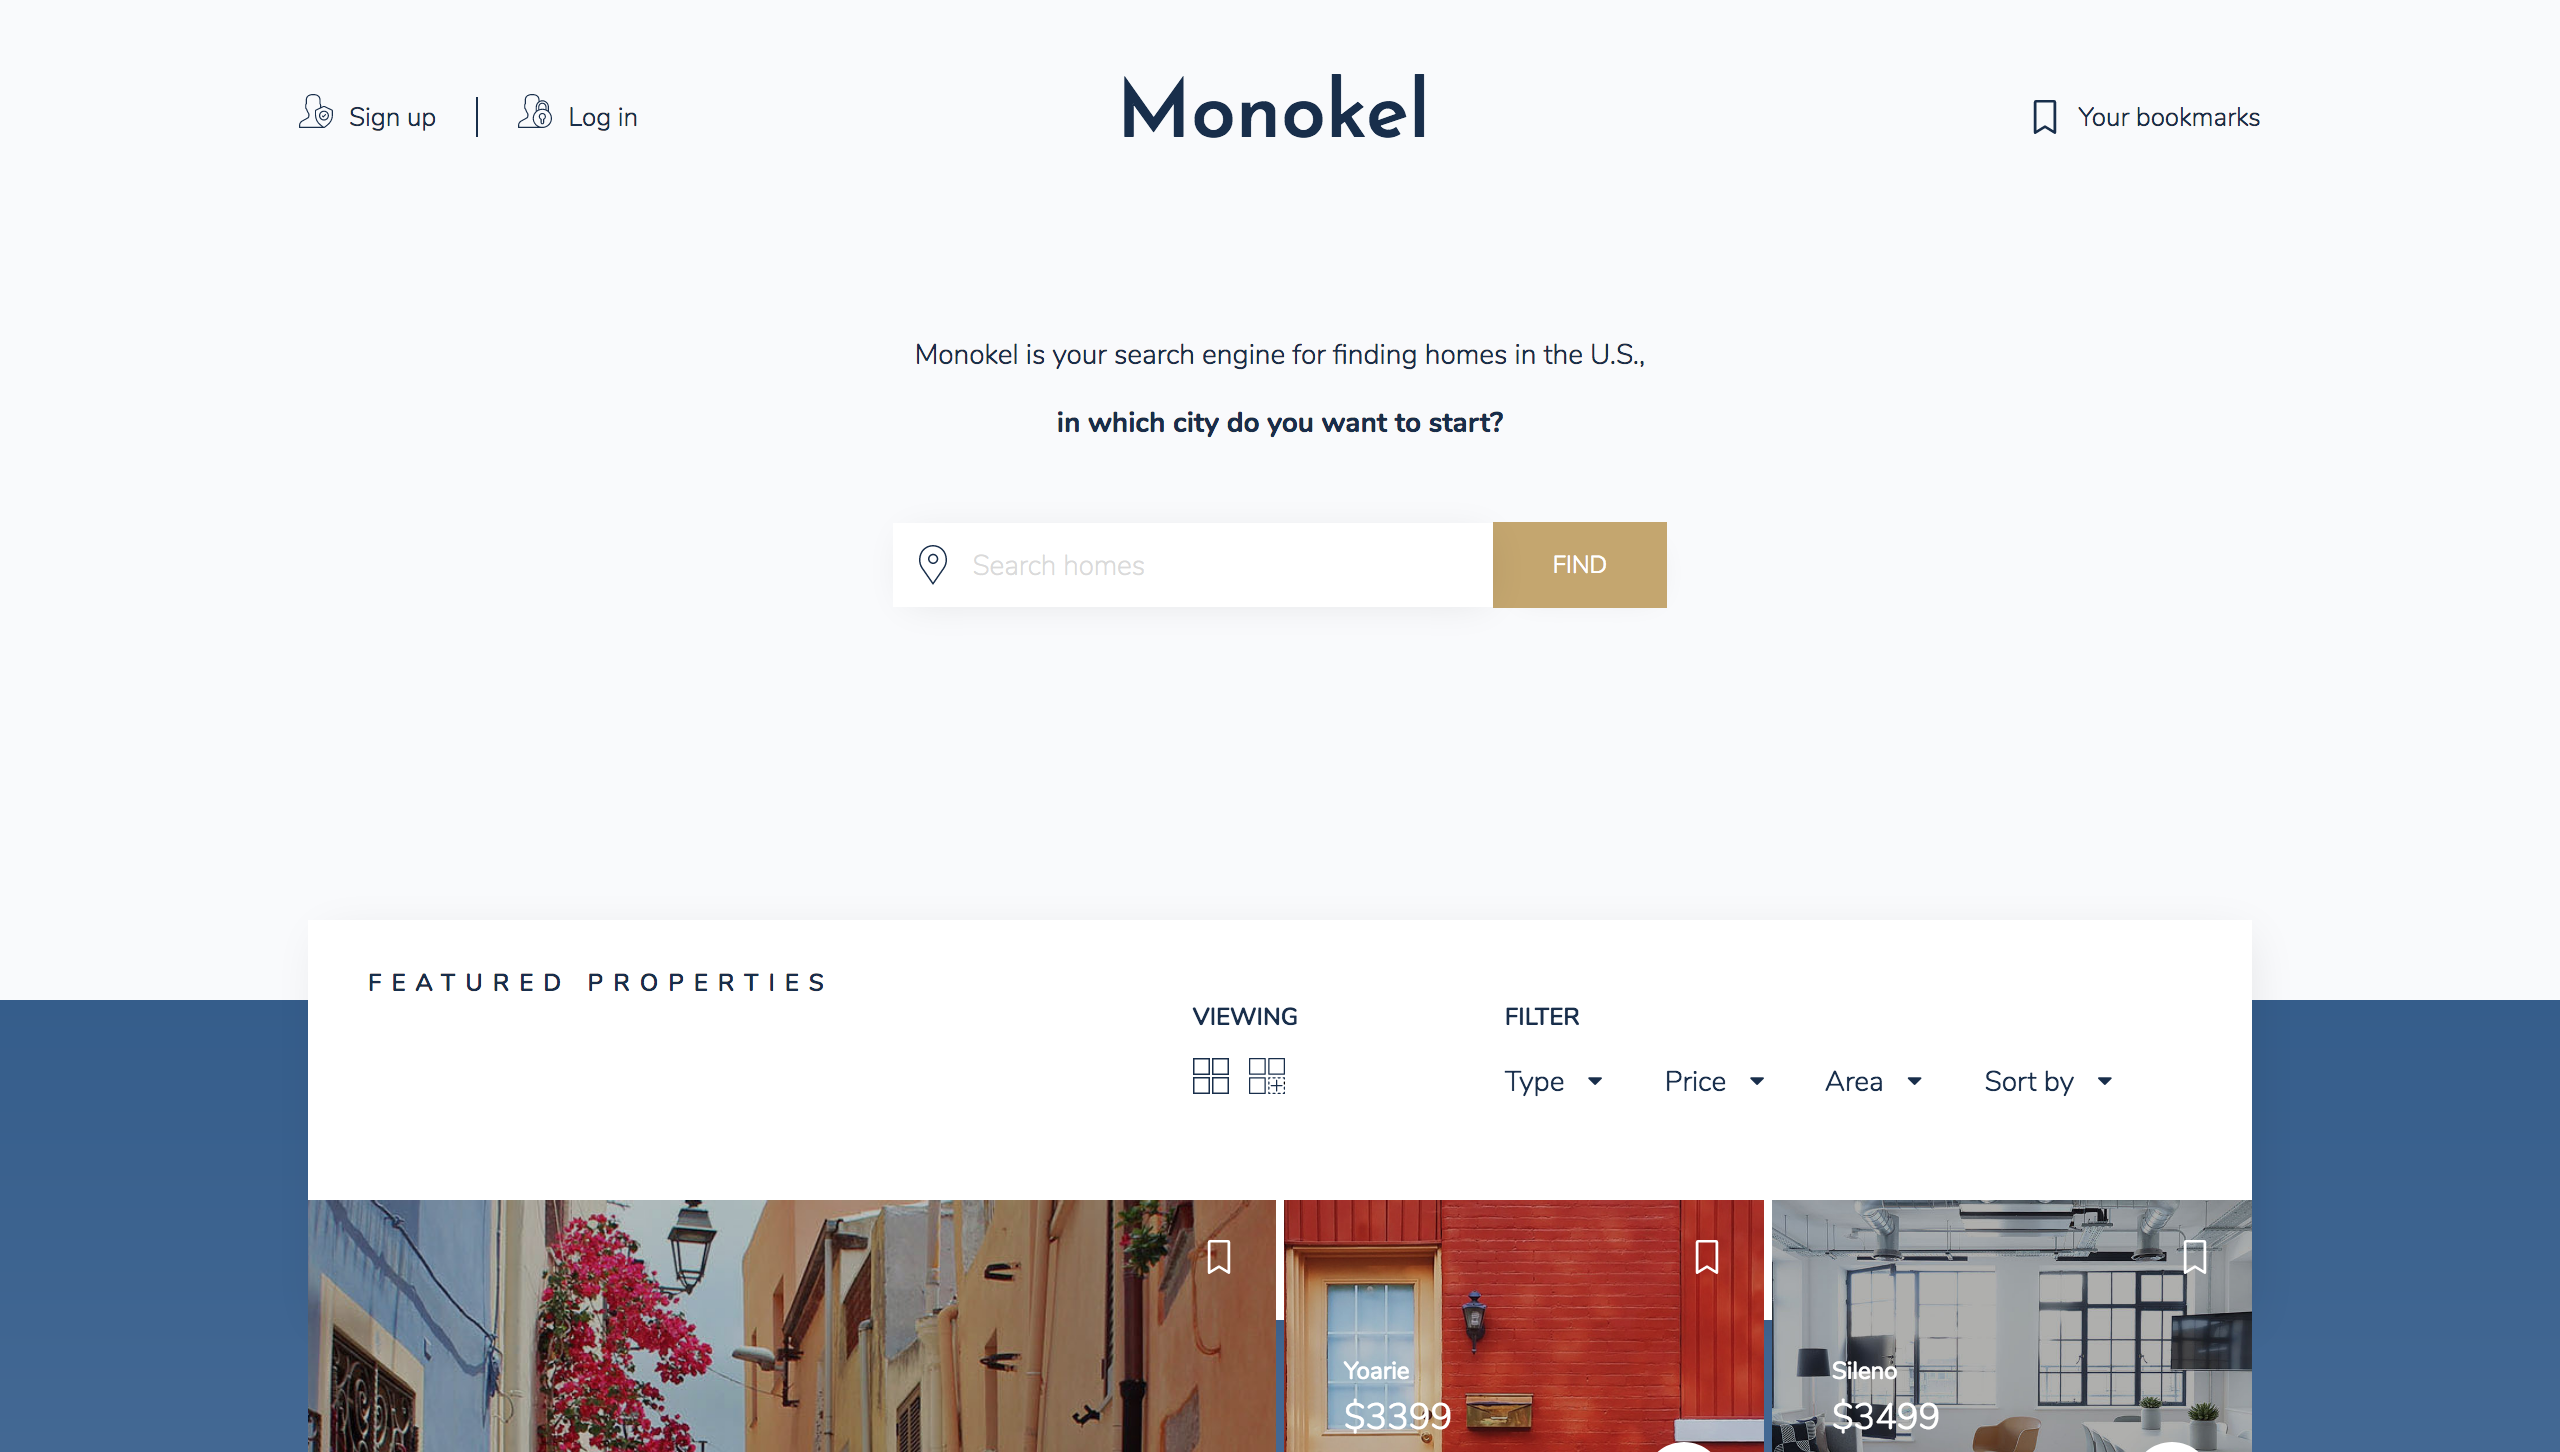 Sign up
Log in
Monokel
Your bookmarks
Monokel is your search engine for finding homes in the U.S.,
in which city do you want to start?
Search homes
FIND
FEATURED PROPERTIES
VIEWING
FILTER
Type
Price
Area
Sort by
Yoarie
$3399
Sileno
$3499